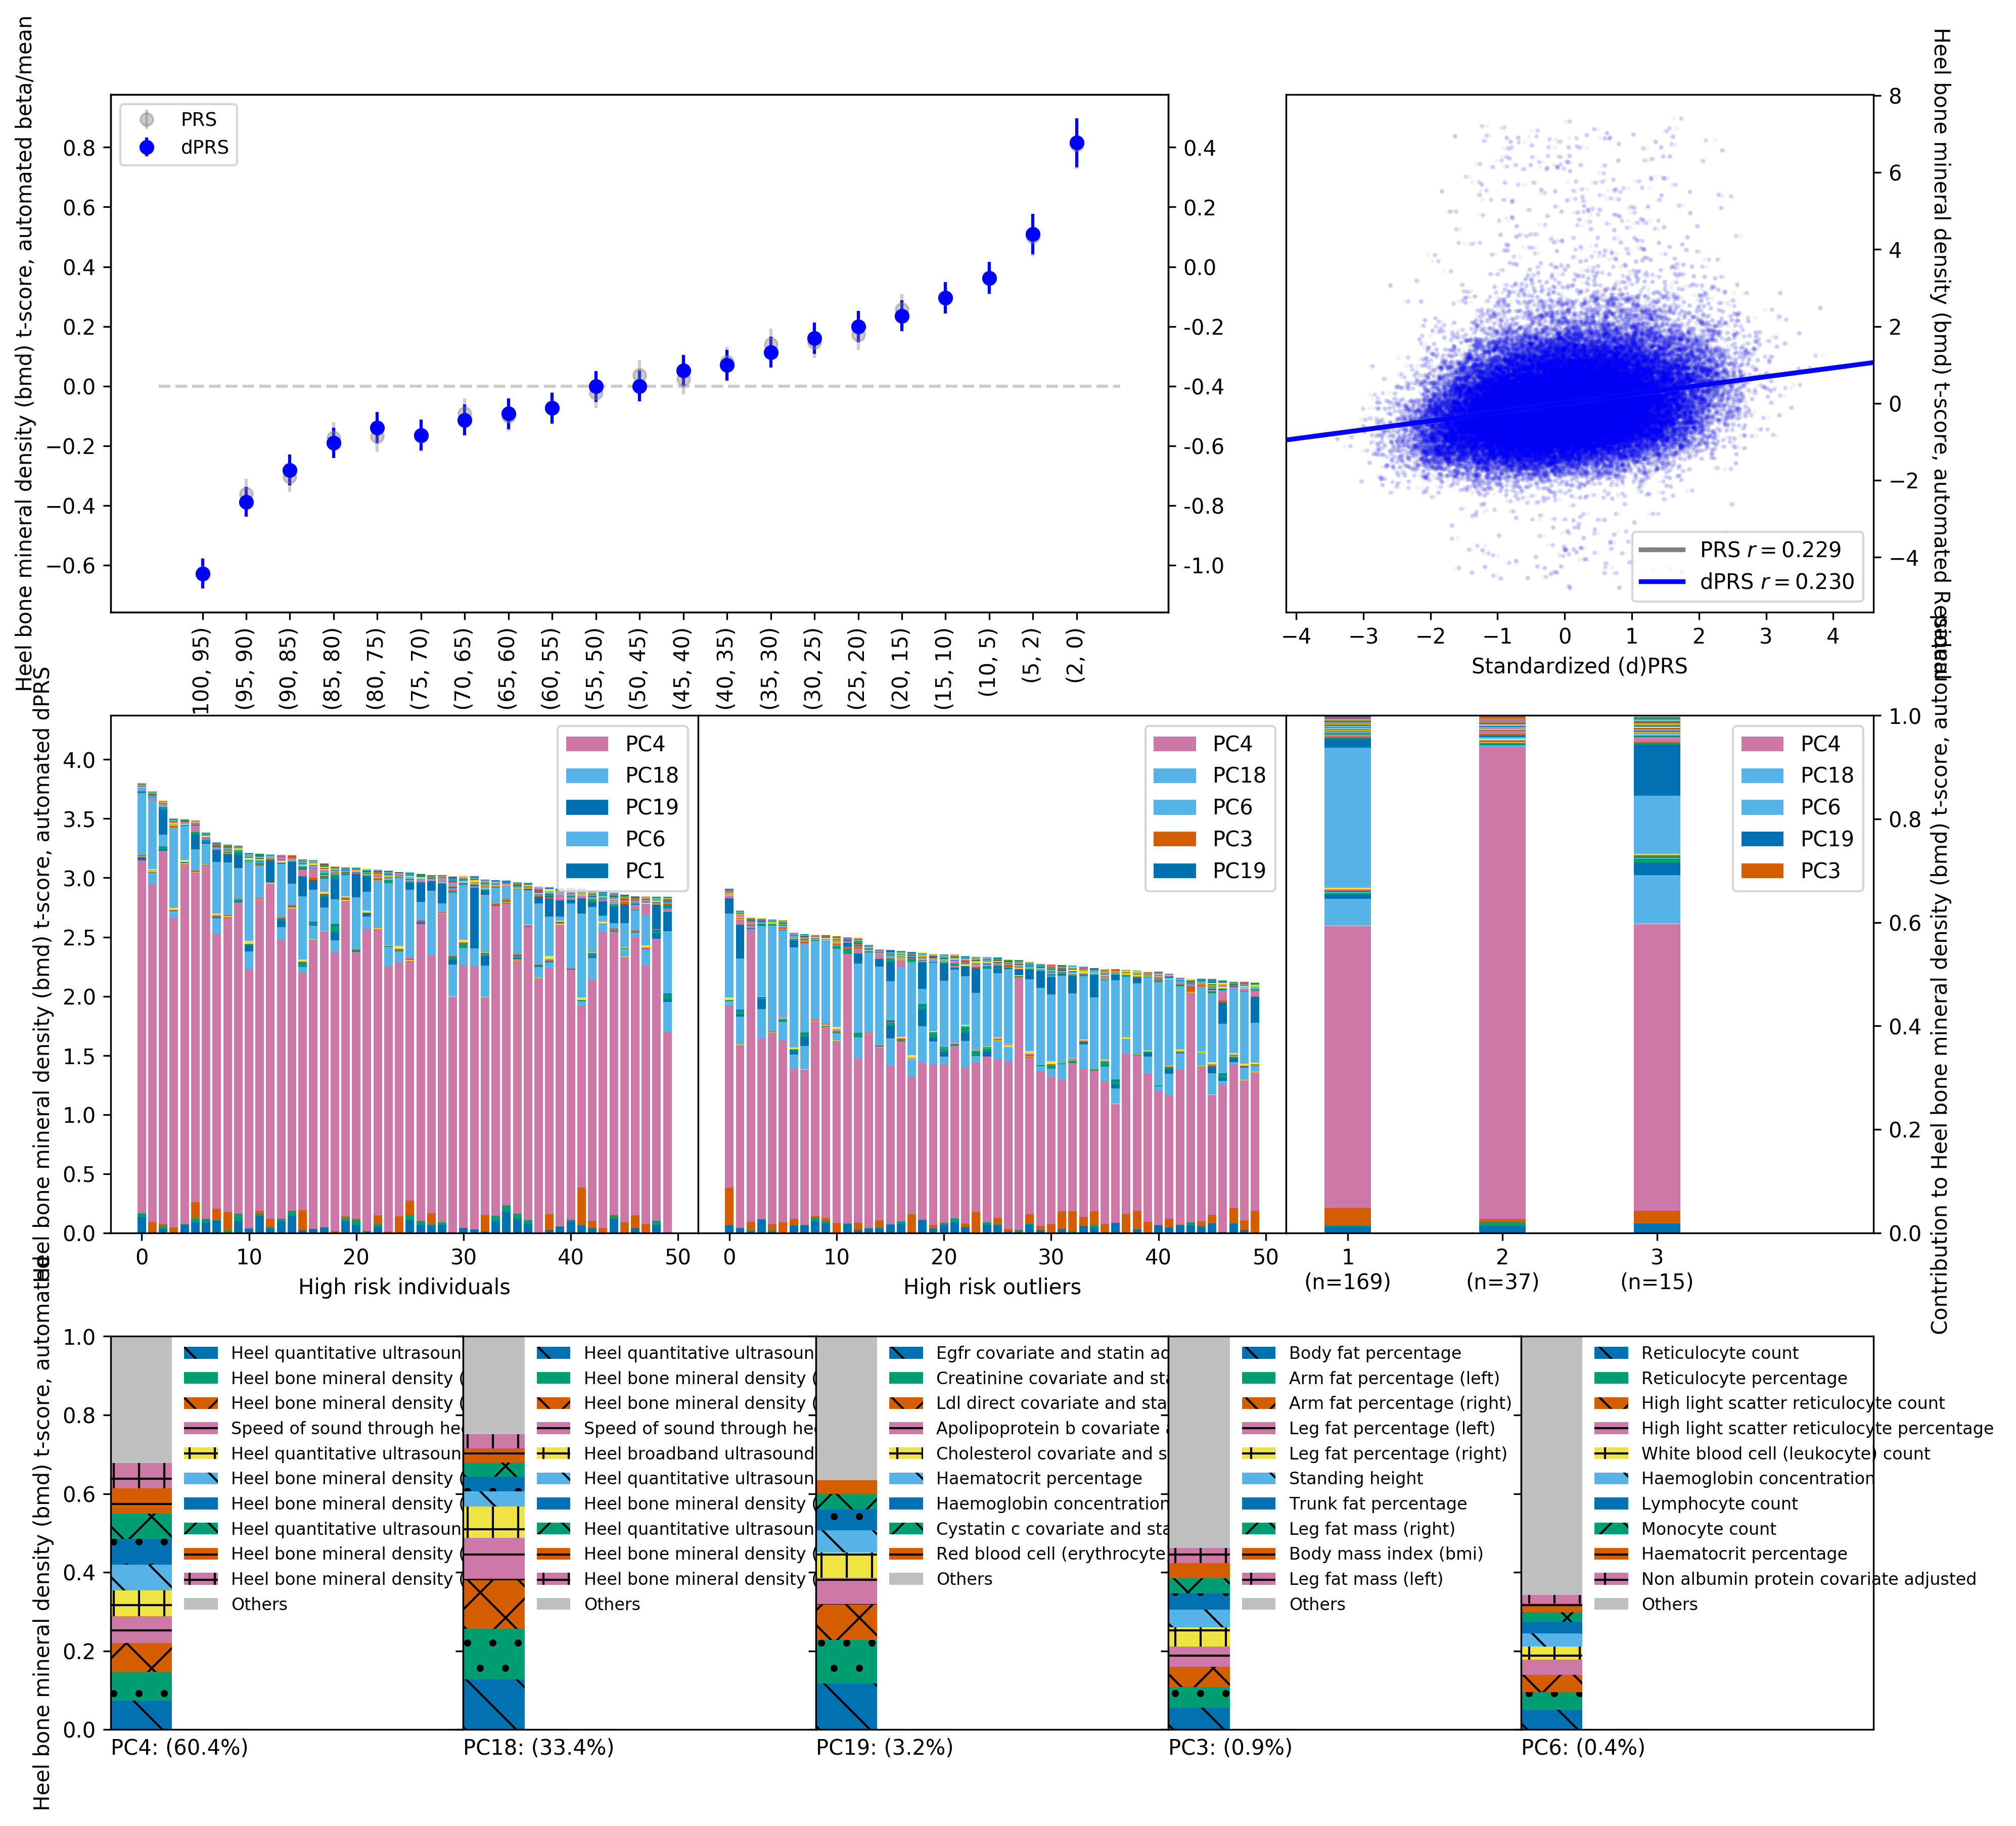 Heel bone mineral density (bmd) t-score, automated beta/mean
PRS
dPRS
0.8
0.6
0.4
0.2
0.0
−0.2
−0.4
−0.6
0.4
0.2
0.0
-0.2
-0.4
-0.6
-0.8
-1.0
100, 95)
(95, 90)
(90, 85)
(85, 80)
(80, 75)
(75, 70)
(70, 65)
(65, 60)
(60, 55)
(55, 50)
(50, 45)
(45, 40)
(40, 35)
(35, 30)
(30, 25)
(25, 20)
(20, 15)
(15, 10)
(10, 5)
(5, 2)
(2, 0)
Heel bone mineral density (bmd) t-score, automated
8
6
4
2
0
−2
−4
PRS r = 0.229
dPRS r = 0.230
−4 −3 −2 −1 0 1 2 3 4
Standardized (d)PRS
Heel bone mineral density (bmd) t-score, automated dPRS
4.0
3.5
3.0
2.5
2.0
1.5
1.0
0.5
0.0
PC4
PC18
PC19
PC6
PC1
0 10 20 30 40 50
High risk individuals
PC4
PC18
PC6
PC3
PC19
0 10 20 30 40 50
High risk outliers
PC4
PC18
PC6
PC19
PC3
1 2 3
(n=169) (n=37) (n=15)
1.0
0.8
0.6
0.4
0.2
0.0
Contribution to Heel bone mineral density (bmd) t-score,
Heel bone mineral density (bmd) t-score, automated
1.0
0.8
0.6
0.4
0.2
0.0
Heel quantitative ultrasoun
Heel bone mineral density (
Heel bone mineral density (
Speed of sound through he
Heel quantitative ultrasoun
Heel bone mineral density (
Heel bone mineral density (
Heel quantitative ultrasoun
Heel bone mineral density (
Heel bone mineral density (
Others
PC4: (60.4%)
Heel quantitative ultrasoun
Heel bone mineral density (
Heel bone mineral density (
Speed of sound through he
Heel broadband ultrasound
Heel quantitative ultrasoun
Heel bone mineral density (
Heel quantitative ultrasoun
Heel bone mineral density (
Heel bone mineral density (
Others
PC18: (33.4%)
Egfr covariate and statin ad
Creatinine covariate and sta
Ldl direct covariate and sta
Apolipoprotein b covariate
Cholesterol covariate and s
Haematocrit percentage
Haemoglobin concentration
Cystatin c covariate and sta
Red blood cell (erythrocyte
Others
PC19: (3.2%)
Body fat percentage
Arm fat percentage (left)
Arm fat percentage (right)
Leg fat percentage (left)
Leg fat percentage (right)
Standing height
Trunk fat percentage
Leg fat mass (right)
Body mass index (bmi)
Leg fat mass (left)
Others
PC3: (0.9%)
Reticulocyte count
Reticulocyte percentage
High light scatter reticulocyte count
High light scatter reticulocyte percentage
White blood cell (leukocyte) count
Haemoglobin concentration
Lymphocyte count
Monocyte count
Haematocrit percentage
Non albumin protein covariate adjusted
Others
PC6: (0.4%)